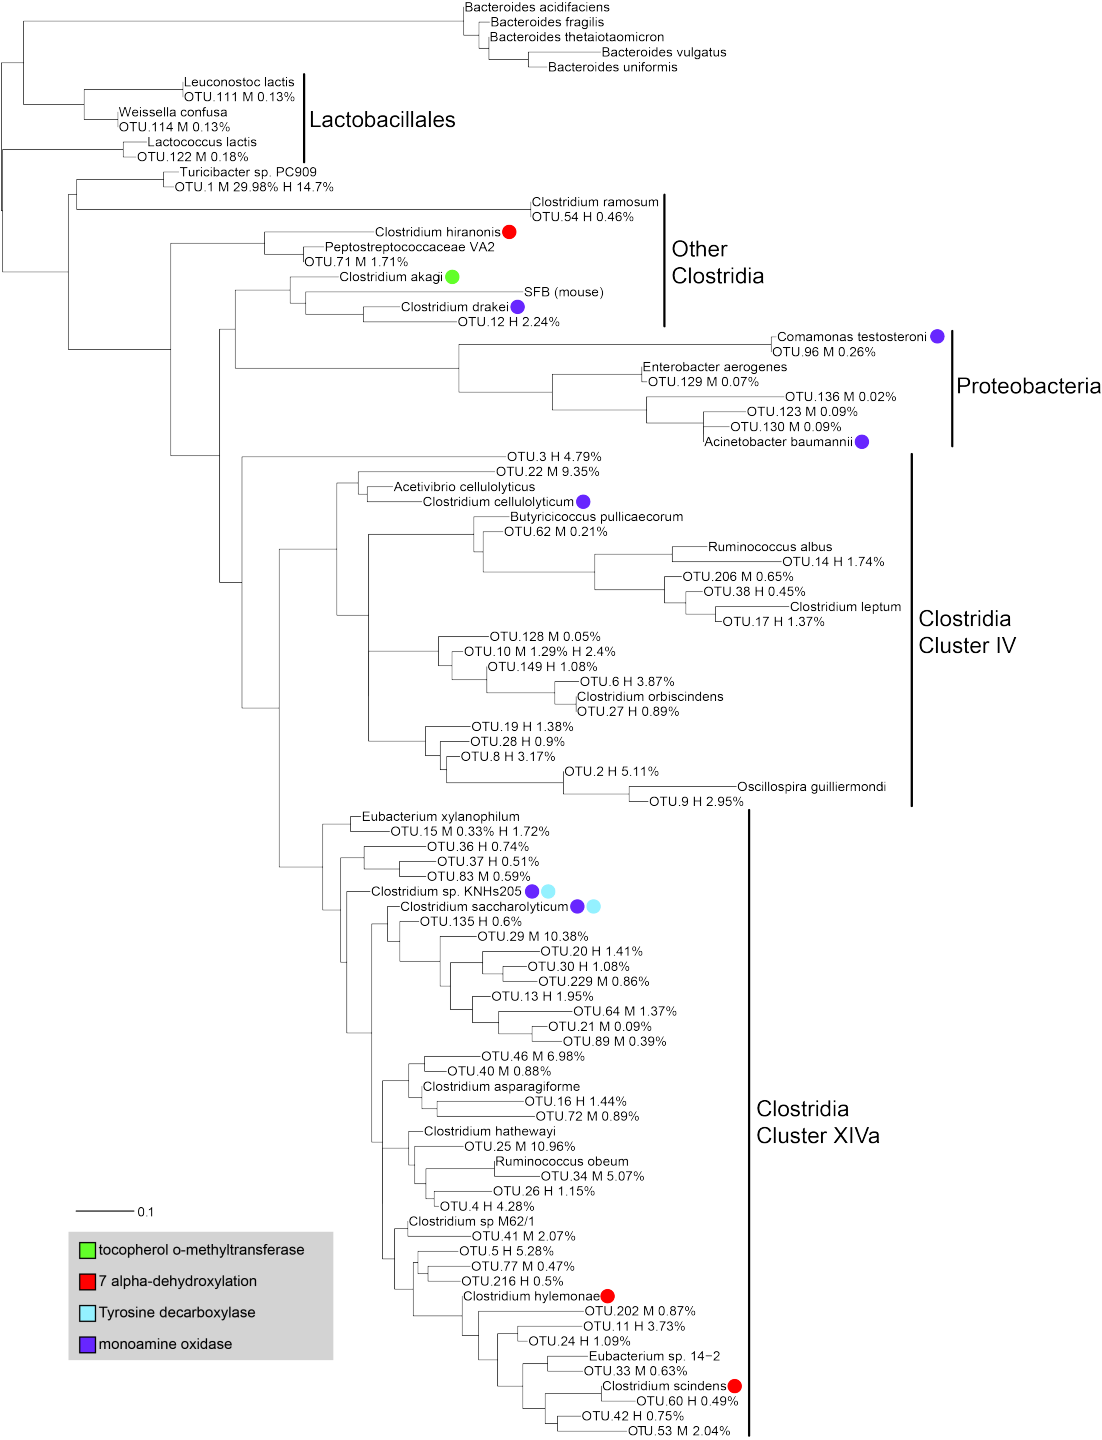 Bacteroides acidifaciens
Bacteroides fragilis
Bacteroides thetaiotaomicron
Bacteroides vulgatus
Bacteroides uniformis
Leuconostoc lactis
OTU.111 M 0.13%
Weissella confusa
OTU.114 M 0.13%
Lactococcus lactis
OTU.122 M 0.18%
Lactobacillales
Turicibacter sp. PC909
OTU.1 M 29.98% H 14.7%
Clostridium ramosum
OTU.54 H 0.46%
Clostridium hiranonis
Peptostreptococcaceae VA2
OTU.71 M 1.71%
Clostridium akagi
SFB (mouse)
Clostridium drakei
OTU.12 H 2.24%
Other
Clostridia
Comamonas testosteroni
OTU.96 M 0.26%
Enterobacter aerogenes
OTU.129 M 0.07%
OTU.136 M 0.02%
OTU.123 M 0.09%
OTU.130 M 0.09%
Acinetobacter baumannii
Proteobacteria
OTU.3 H 4.79%
OTU.22 M 9.35%
Acetivibrio cellulolyticus
Clostridium cellulolyticum
Butyricicoccus pullicaecorum
OTU.62 M 0.21%
Ruminococcus albus
OTU.14 H 1.74%
OTU.206 M 0.65%
OTU.38 H 0.45%
Clostridium leptum
OTU.17 H 1.37%
OTU.128 M 0.05%
OTU.10 M 1.29% H 2.4%
OTU.149 H 1.08%
OTU.6 H 3.87%
Clostridium orbiscindens
OTU.27 H 0.89%
OTU.19 H 1.38%
OTU.28 H 0.9%
OTU.8 H 3.17%
OTU.2 H 5.11%
Oscillospira guilliermondi
OTU.9 H 2.95%
Clostridia
Cluster IV
Eubacterium xylanophilum
OTU.15 M 0.33% H 1.72%
OTU.36 H 0.74%
OTU.37 H 0.51%
OTU.83 M 0.59%
Clostridium sp. KNHs205
Clostridium saccharolyticum
OTU.135 H 0.6%
OTU.29 M 10.38%
OTU.20 H 1.41%
OTU.30 H 1.08%
OTU.229 M 0.86%
OTU.13 H 1.95%
OTU.64 M 1.37%
OTU.21 M 0.09%
OTU.89 M 0.39%
OTU.46 M 6.98%
OTU.40 M 0.88%
Clostridium asparagiforme
OTU.16 H 1.44%
OTU.72 M 0.89%
Clostridium hathewayi
OTU.25 M 10.96%
Ruminococcus obeum
OTU.34 M 5.07%
OTU.26 H 1.15%
OTU.4 H 4.28%
Clostridium sp M62/1
OTU.41 M 2.07%
OTU.5 H 5.28%
OTU.77 M 0.47%
OTU.216 H 0.5%
Clostridium hylemonae
OTU.202 M 0.87%
OTU.11 H 3.73%
OTU.24 H 1.09%
Eubacterium sp. 14−2
OTU.33 M 0.63%
Clostridium scindens
OTU.60 H 0.49%
OTU.42 H 0.75%
OTU.53 M 2.04%
Clostridia
Cluster XIVa
0.1
tocopherol o-methyltransferase
7 alpha-dehydroxylation
Tyrosine decarboxylase
monoamine oxidase